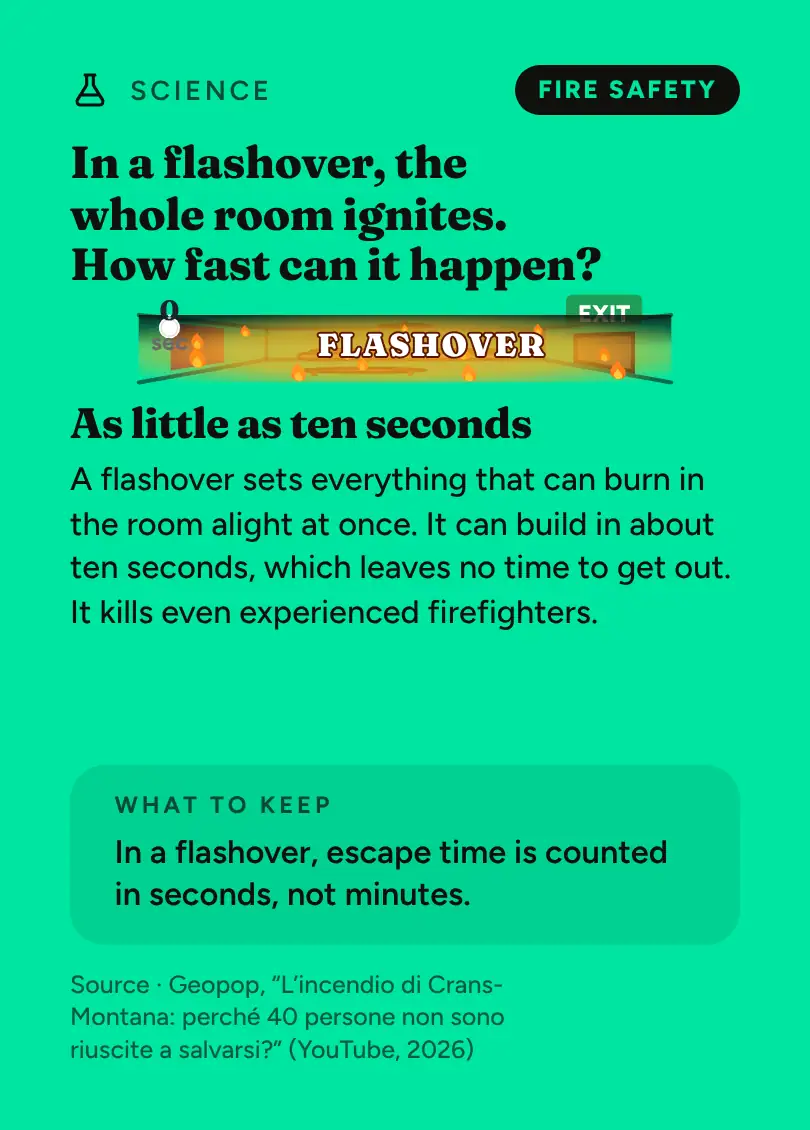 SCIENCE
FIRE SAFETY
In a flashover, the
whole room ignites.
How fast can it happen?
0
EXIT
sec
FLASHOVER
As little as ten seconds
A flashover sets everything that can burn in
the room alight at once. It can build in about
ten seconds, which leaves no time to get out.
It kills even experienced firefighters.
WHAT TO KEEP
In a flashover, escape time is counted
in seconds, not minutes.
Source · Geopop, “L’incendio di Crans-
Montana: perché 40 persone non sono
riuscite a salvarsi?” (YouTube, 2026)